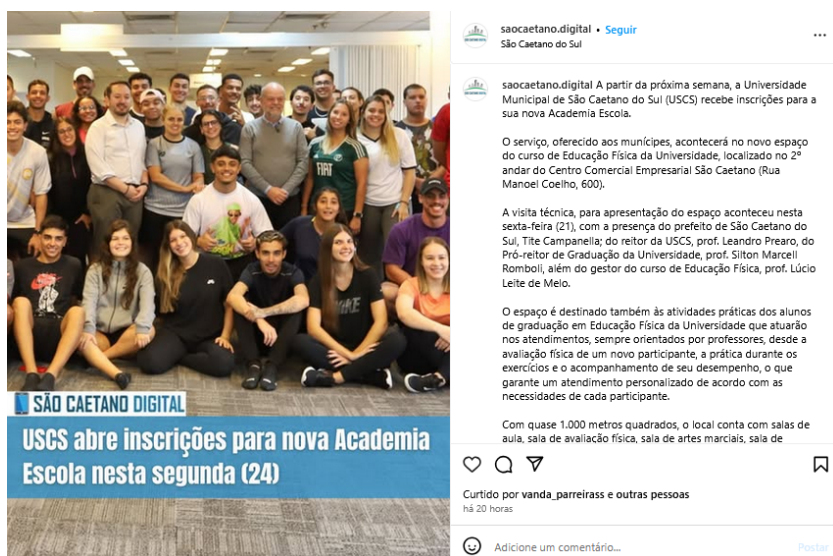 SÃO CAETANO DIGITAL
USCS abre inscrições para nova Academia
Escola nesta segunda (24)
FIAT
saocaetano.digital • Seguir
São Caetano do Sul
saocaetano.digital A partir da próxima semana, a Universidade
Municipal de São Caetano do Sul (USCS) recebe inscrições para a
sua nova Academia Escola.
O serviço, oferecido aos munícipes, acontecerá no novo espaço
do curso de Educação Física da Universidade, localizado no 2º
andar do Centro Comercial Empresarial São Caetano (Rua
Manoel Coelho, 600).
A visita técnica, para apresentação do espaço aconteceu nesta
sexta-feira (21), com a presença do prefeito de São Caetano do
Sul, Tite Campanella; do reitor da USCS, prof. Leandro Prearo, do
Pró-reitor de Graduação da Universidade, prof. Silton Marcell
Romboli, além do gestor do curso de Educação Física, prof. Lúcio
Leite de Melo.
O espaço é destinado também às atividades práticas dos alunos
de graduação em Educação Física da Universidade que atuarão
nos atendimentos, sempre orientados por professores, desde a
avaliação física de um novo participante, a prática durante os
exercícios e o acompanhamento de seu desempenho, o que
garante um atendimento personalizado de acordo com as
necessidades de cada participante.
Com quase 1.000 metros quadrados, o local conta com salas de
aula, sala de avaliação física, sala de artes marciais, sala de
Curtido por vanda_parreirass e outras pessoas
há 20 horas
Adicione um comentário...
Postar